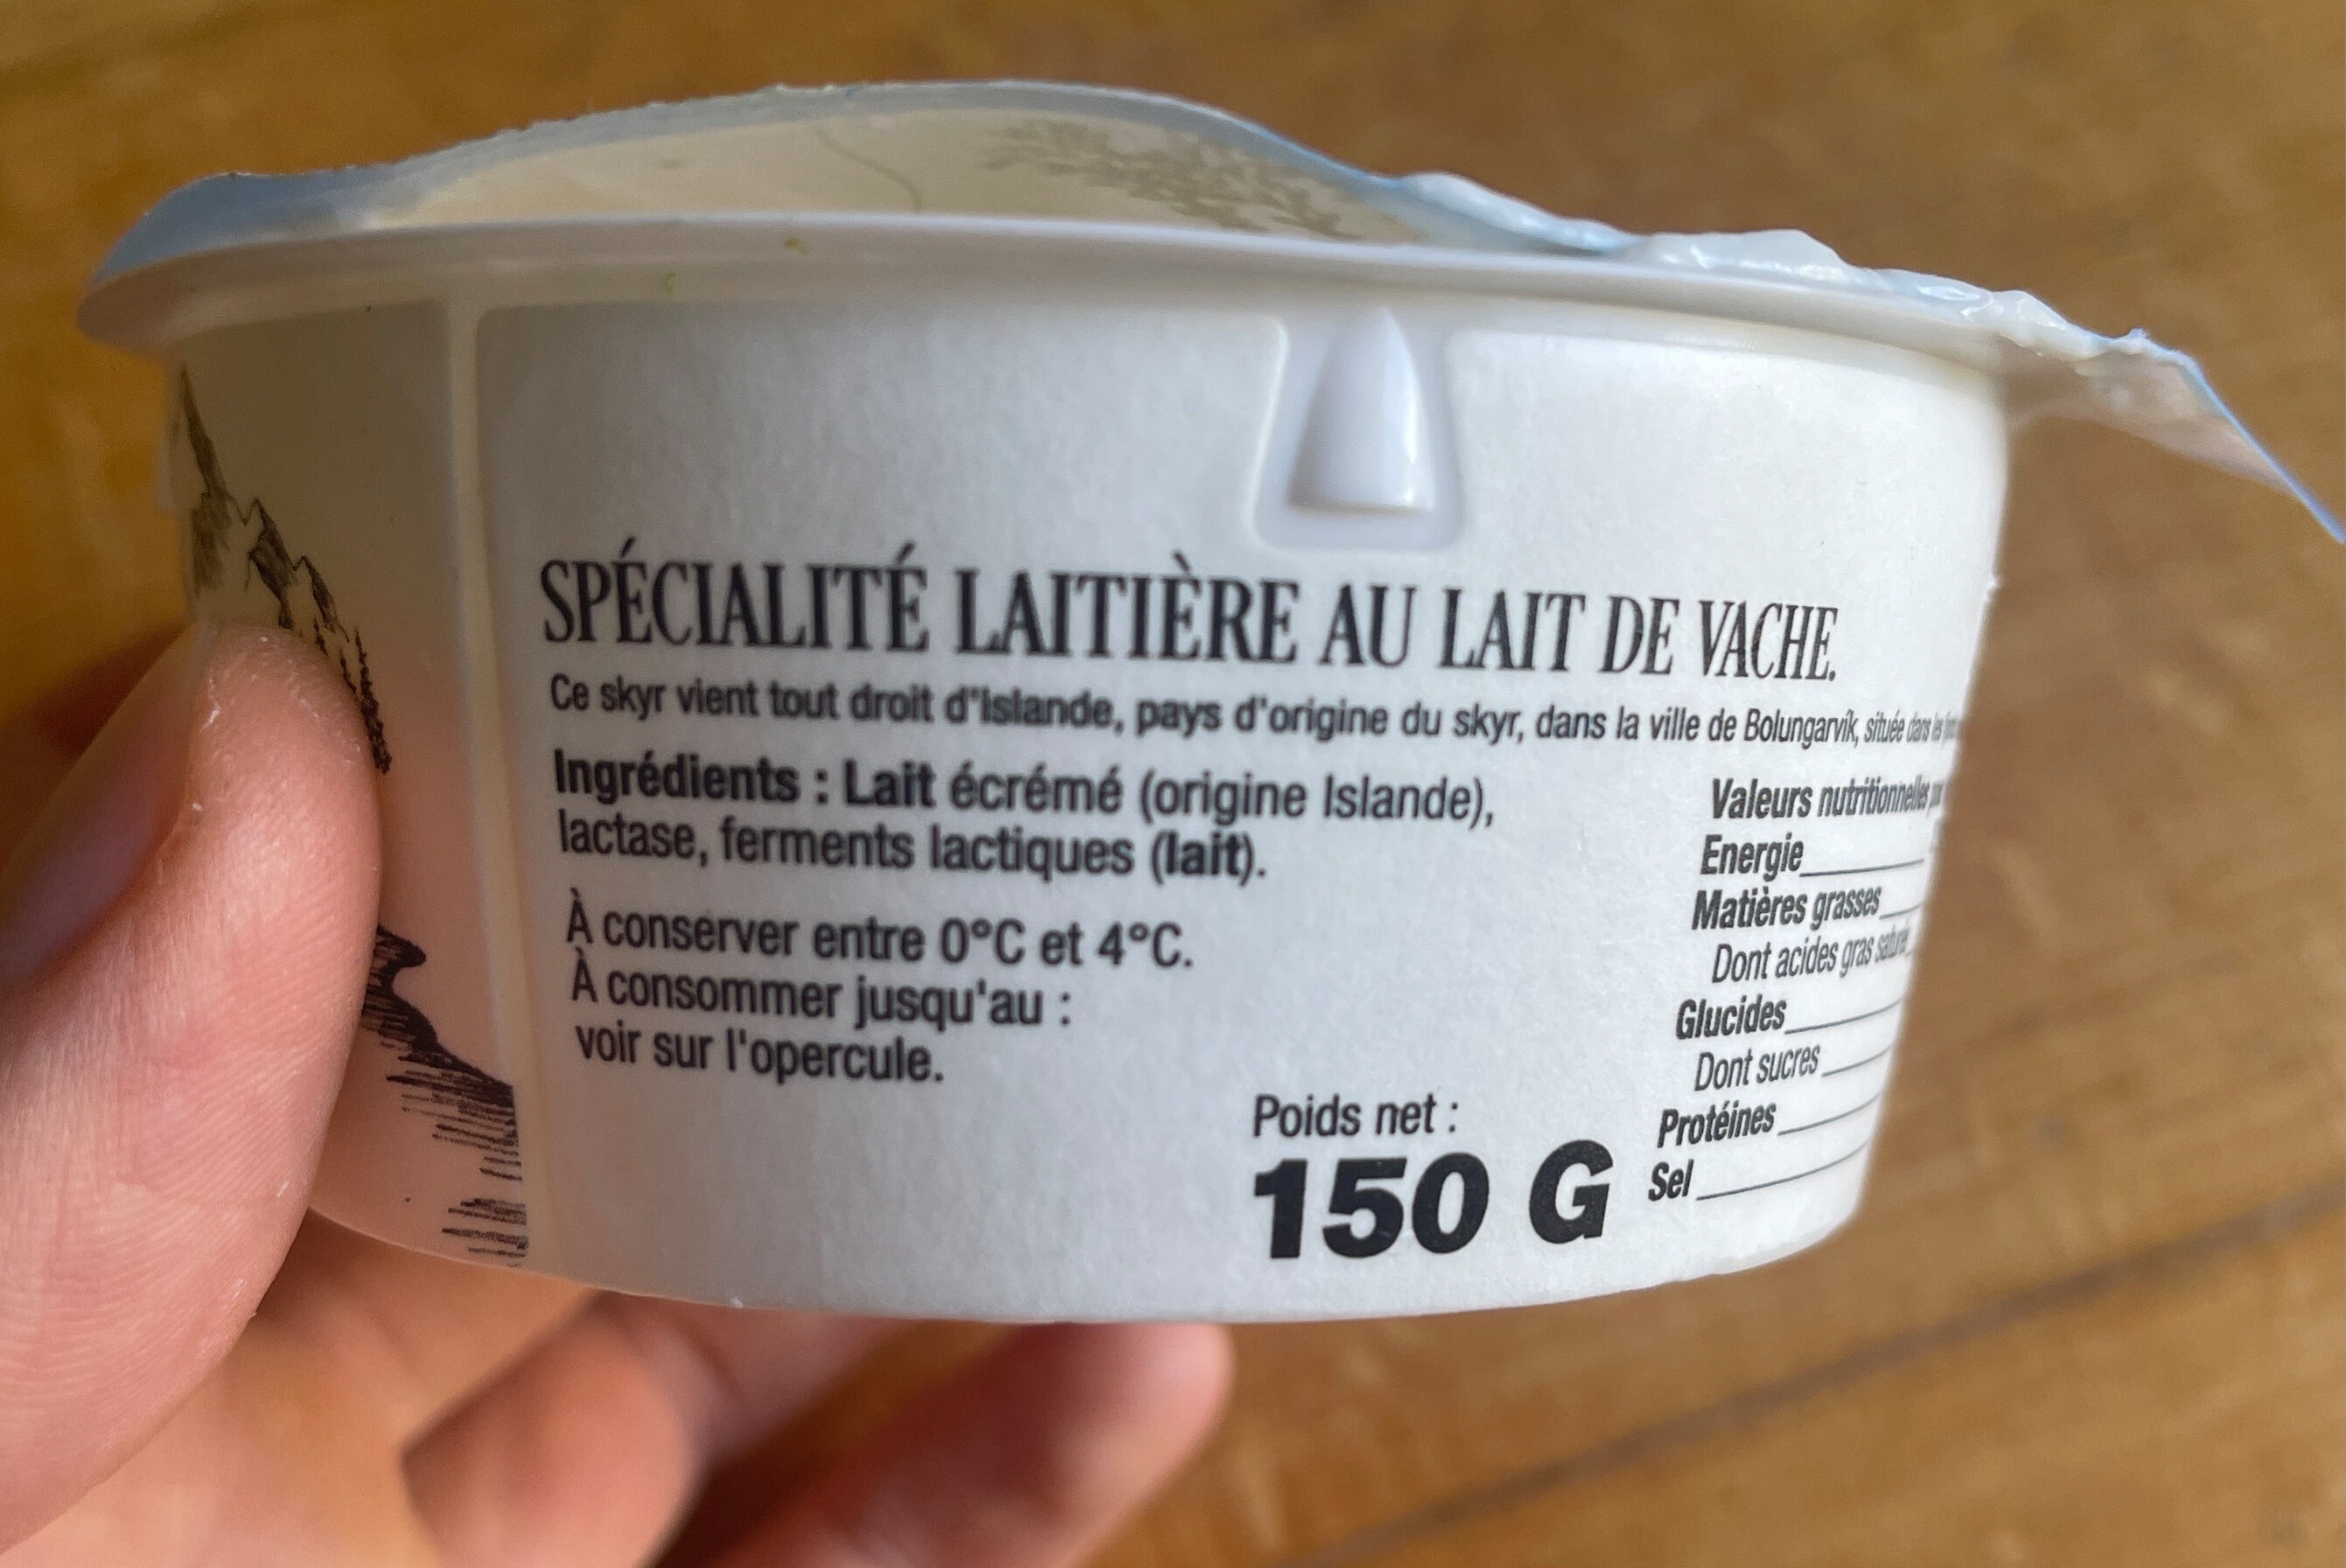 SPÉCIALITÉ LAITIÈRE AU LAIT DE VACHE.
Ce skyr vient tout droit d'Islande, pays d'origine du skyr, dans la ville de Bolungarvík, située dans les
Ingrédients : Lait écrémé (origine Islande),
lactase, ferments lactiques (lait).
À conserver entre 0°C et 4°C.
À consommer jusqu'au :
voir sur l'opercule.
Poids net :
150 G
Valeurs nutritionnelles
Energie
Matières grasses
Dont acides gras saturés
Glucides
Dont sucres
Protéines
Sel